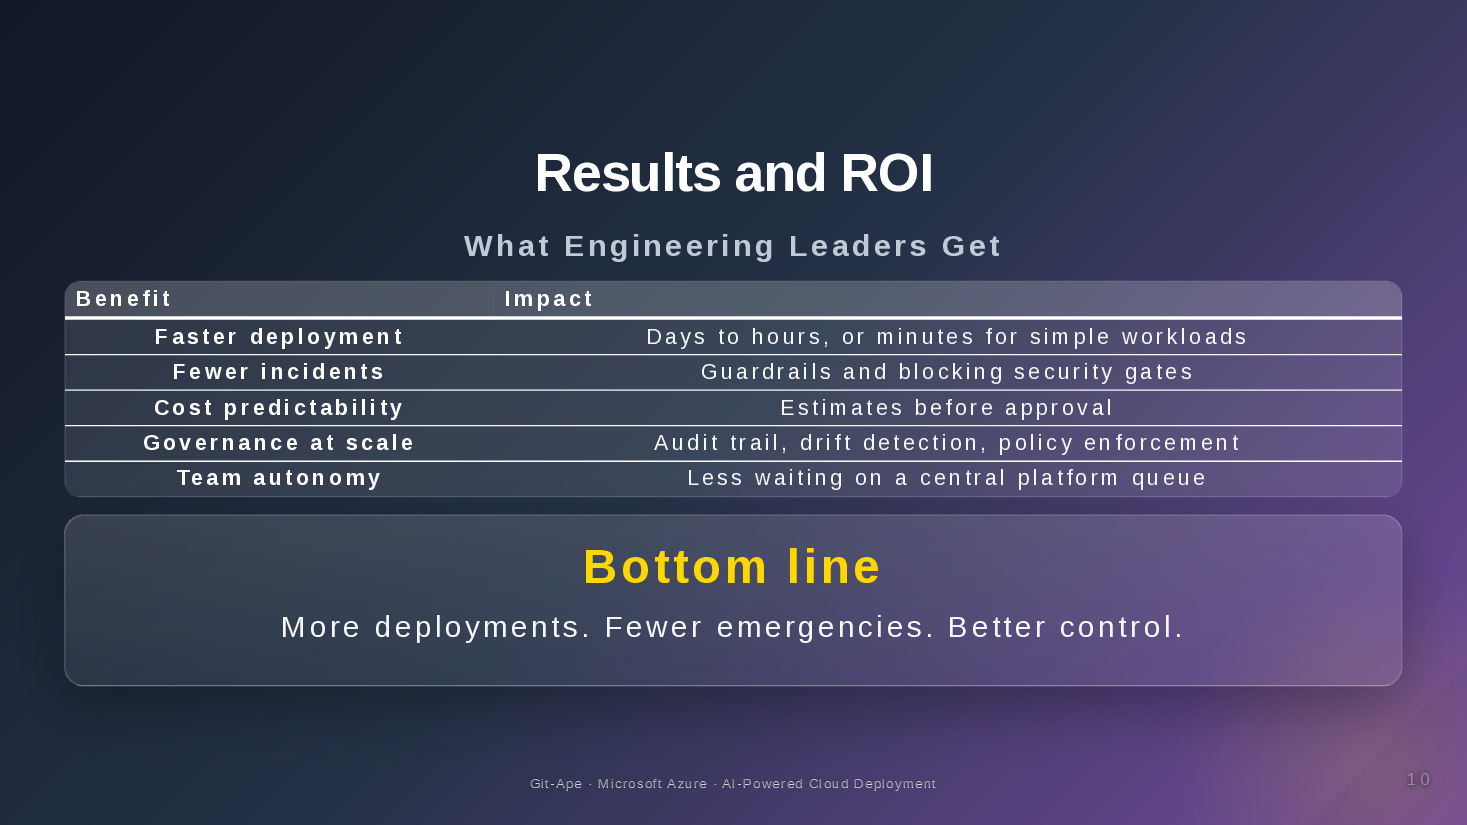 Results and ROI
What Engineering Leaders Get
Benefit Impact
Faster deployment Days to hours, or minutes for simple workloads
Fewer incidents Guardrails and blocking security gates
Cost predictability Estimates before approval
Governance at scale Audit trail, drift detection, policy enforcement
Team autonomy Less waiting on a central platform queue
Bottom line
More deployments. Fewer emergencies. Better control.
Git-Ape · Microsoft Azure · AI-Powered Cloud Deployment
10